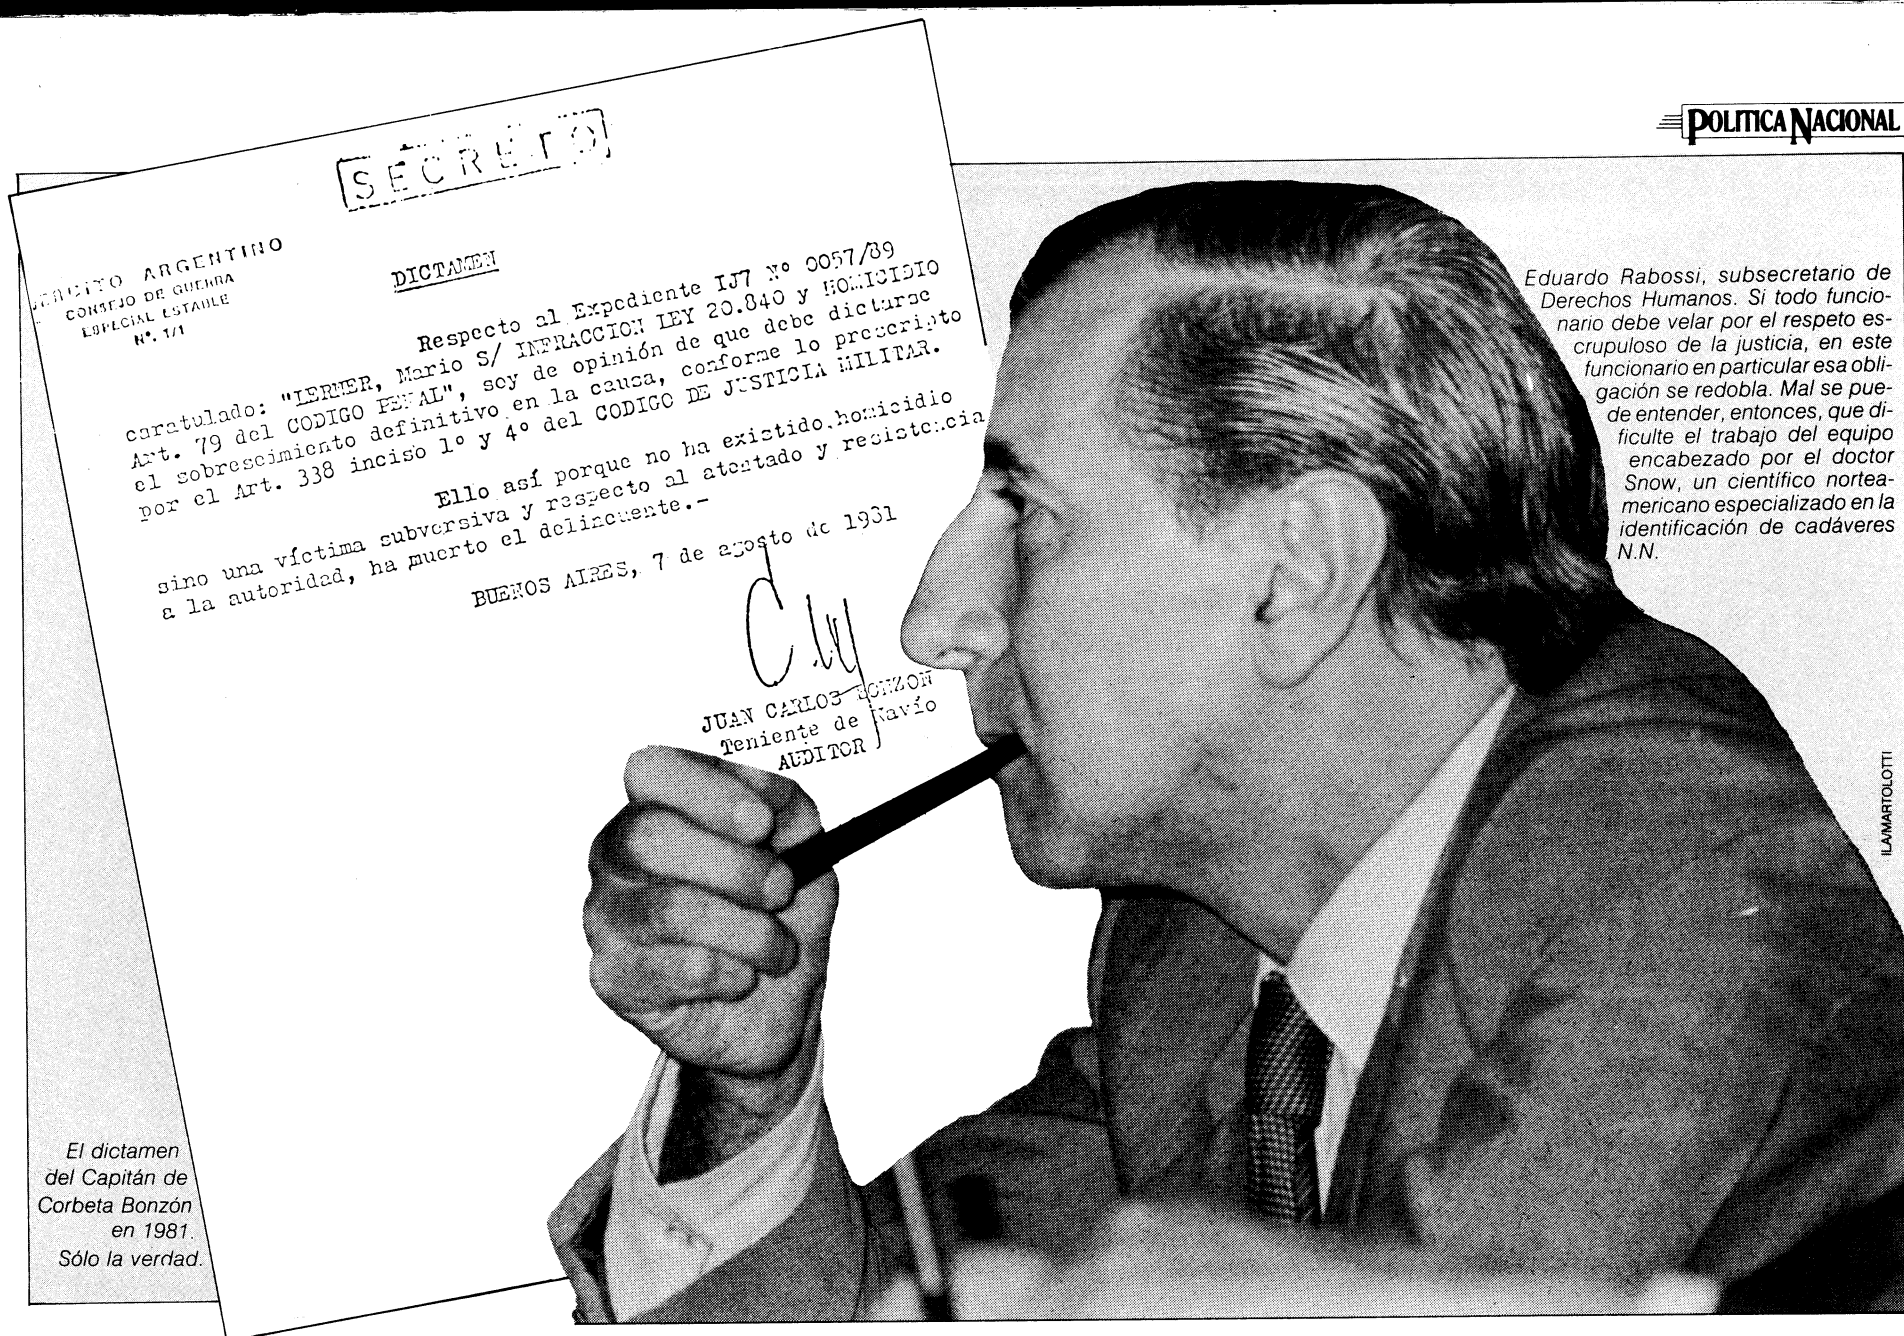 POLITICA NACIONAL
SECRETO
ARGENTINO
CONSEJO DE GUERRA
ESPECIAL ESTABLE
Nº. 1/1
DICTAMEN
Respecto al Expediente IJ7 Nº 0057/89
caratulado: "LERNER, Mario S/ INFRACCION LEY 20.840 y HOMICIDIO
Art. 79 del CODIGO PENAL", soy de opinión de que debe dictarse
el sobreseimiento definitivo en la causa, conforme lo prescripto
por el Art. 338 inciso 1º y 4º del CODIGO DE JUSTICIA MILITAR.
Ello así porque no ha existido homicidio
sino una víctima subversiva y respecto al atentado y resistencia
a la autoridad, ha muerto el delincuente.-
BUENOS AIRES, 7 de agosto de 1981
JUAN CARLOS BONZON
Teniente de Navío
AUDITOR
Eduardo Rabossi, subsecretario de
Derechos Humanos. Si todo funcio-
nario debe velar por el respeto es-
crupuloso de la justicia, en este
funcionario en particular esa obli-
gación se redobla. Mal se pue-
de entender, entonces, que di-
ficulte el trabajo del equipo
encabezado por el doctor
Snow, un científico nortea-
mericano especializado en la
identificación de cadáveres
N.N.
ILA/MARTOLOTTI
El dictamen
del Capitán de
Corbeta Bonzón
en 1981.
Sólo la verdad.